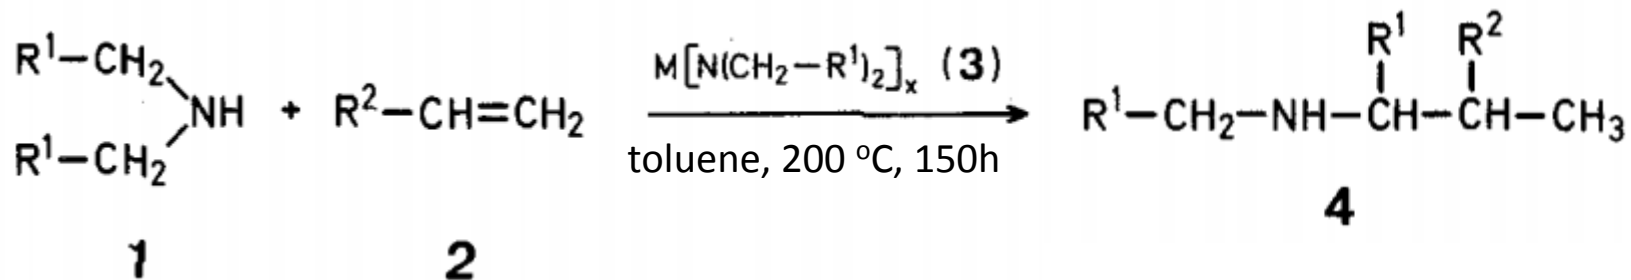 R¹–CH₂
R¹–CH₂
NH + R²–CH=CH₂
M[N(CH₂–R¹)₂]ₓ (3)
toluene, 200 ºC, 150h
R¹ R²
R¹–CH₂–NH–CH–CH–CH₃
1 2 4